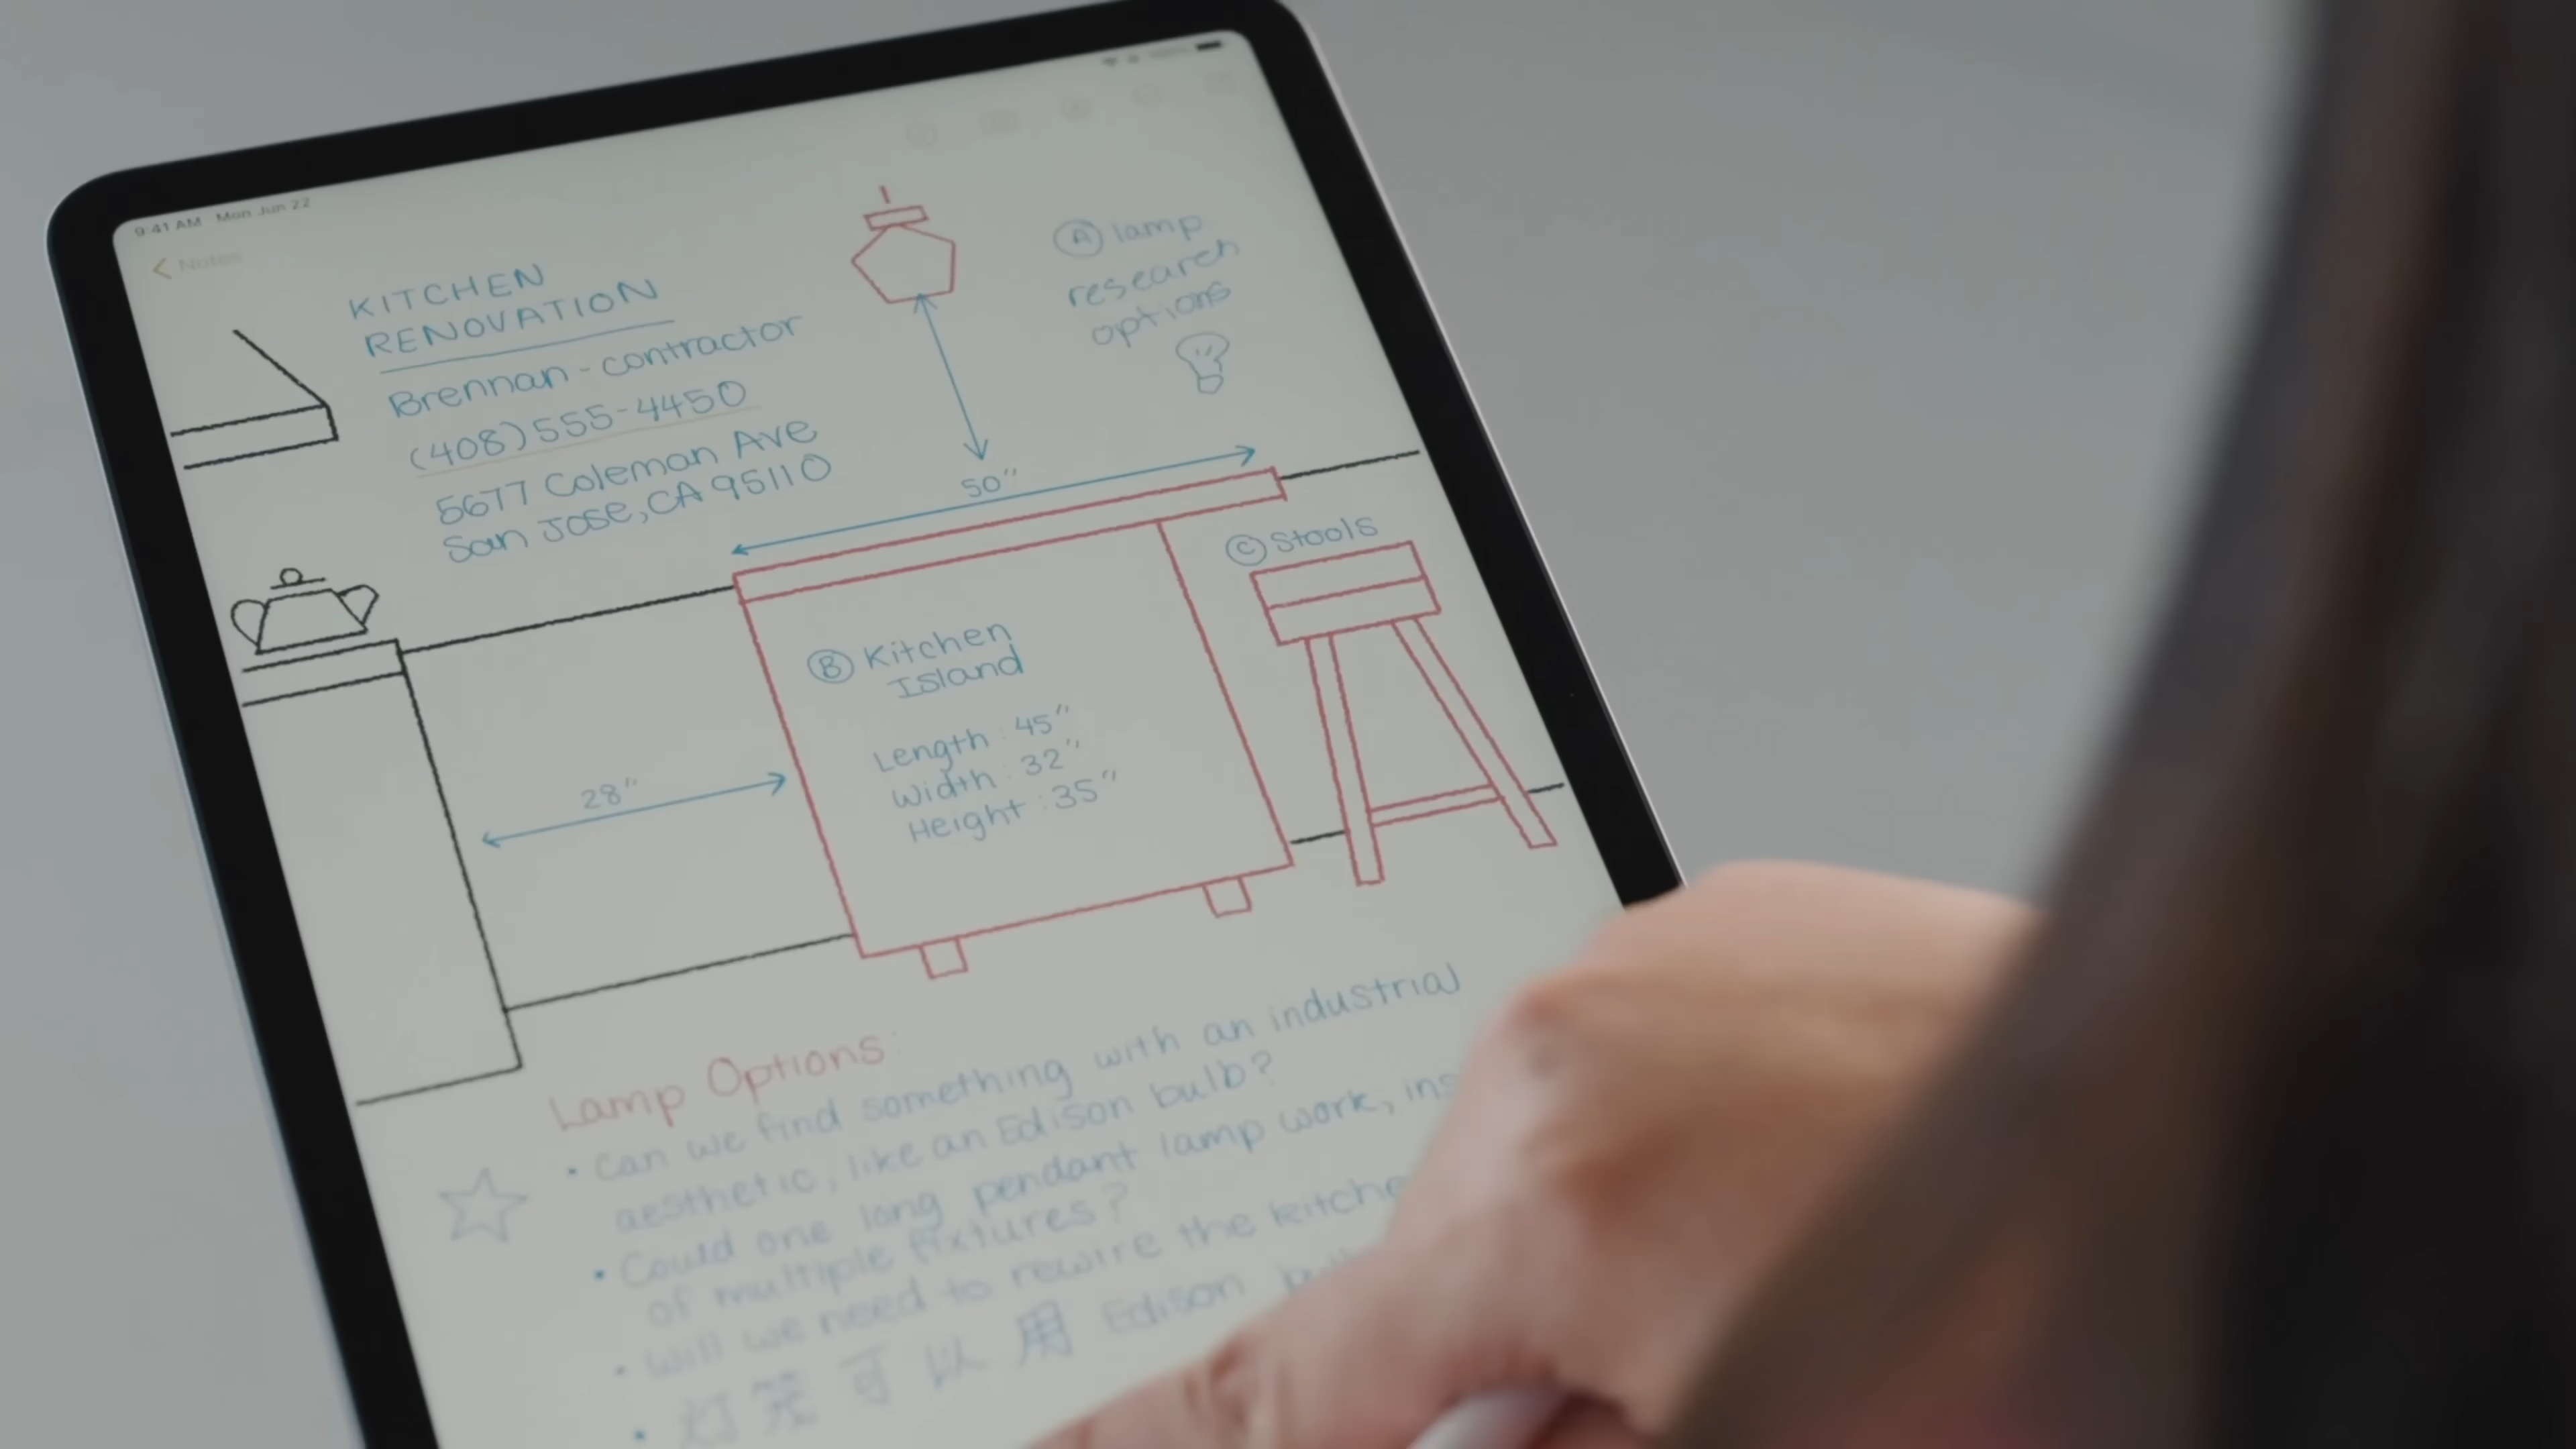 9:41 AM Mon Jun 22
Notes
KITCHEN
RENOVATION
Brennan - contractor
(408) 555-4450
5677 Coleman Ave
San Jose, CA 95110
A lamp
research
options
50"
C Stools
B Kitchen
Island
Length : 45"
Width : 32"
Height : 35"
28"
Lamp Options:
• Can we find something with an industrial
aesthetic, like an Edison bulb?
• Could one long pendant lamp work,
of multiple fixtures?
• Will we need to rewire the
• 灯笼可以用 Edison